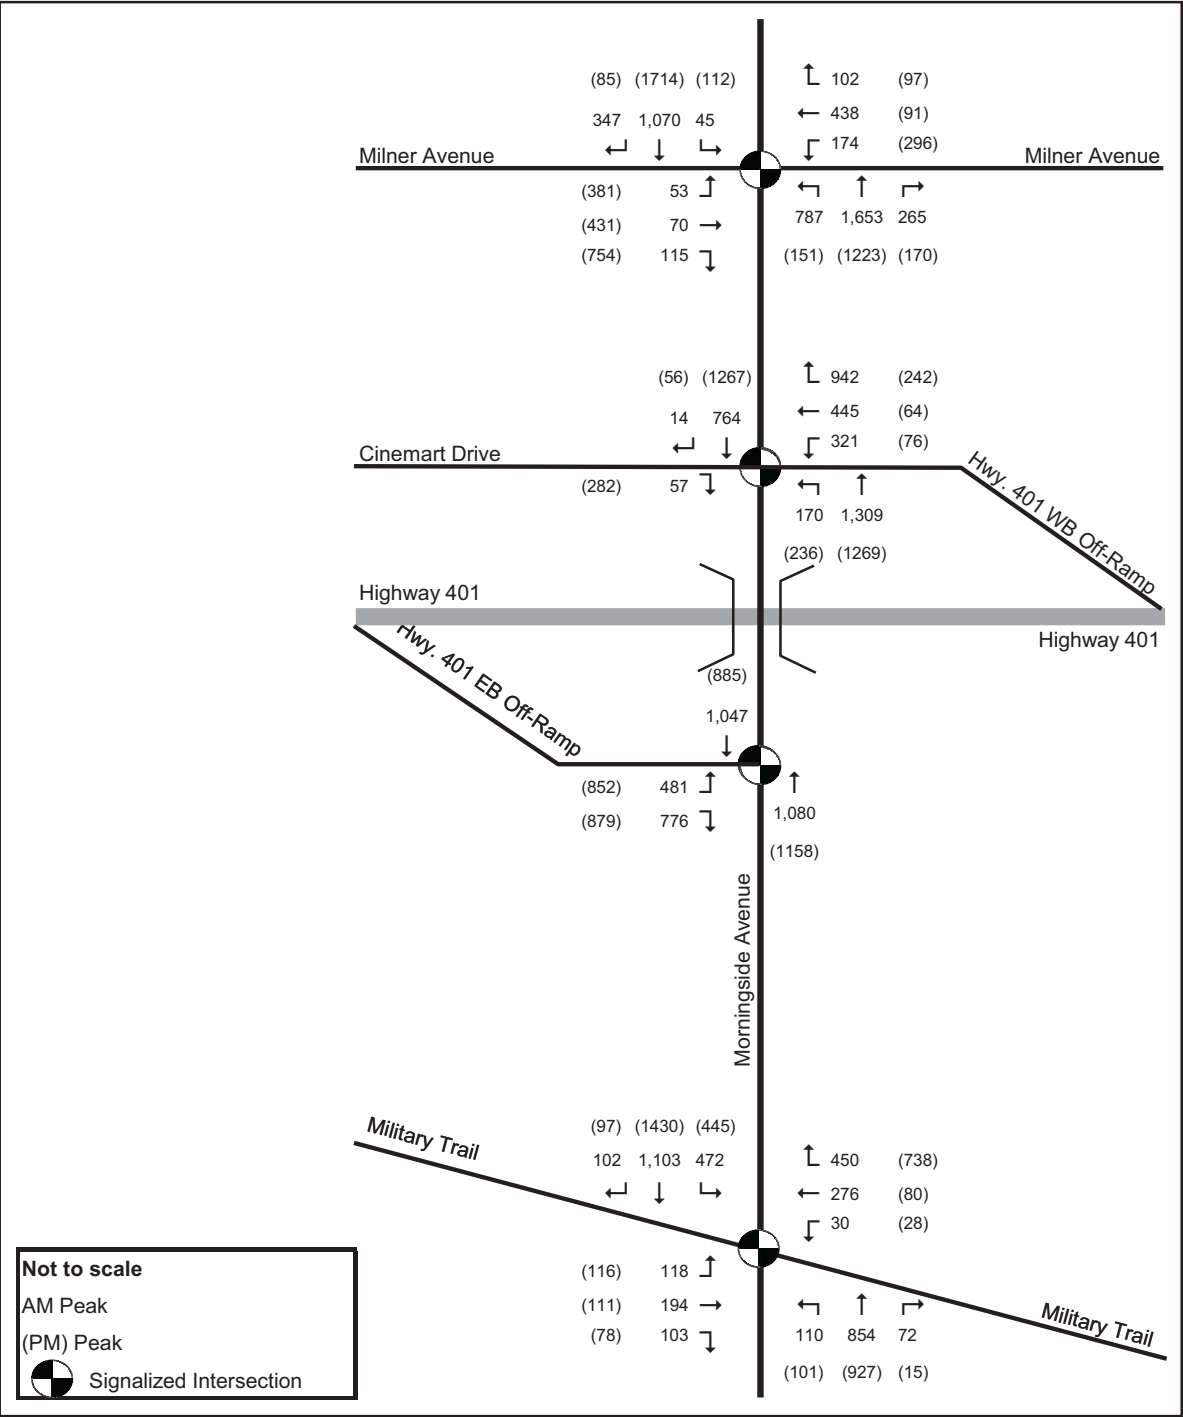 (85) (1714) (112)
102 (97)
347 1,070 45
438 (91)
174 (296)
Milner Avenue
Milner Avenue
(381) 53
787 1,653 265
(431) 70
(754) 115
(151) (1223) (170)
(56) (1267)
942 (242)
14 764
445 (64)
321 (76)
Cinemart Drive
Hwy. 401 WB Off-Ramp
(282) 57
170 1,309
(236) (1269)
Highway 401
Highway 401
Hwy. 401 EB Off-Ramp
(885)
1,047
(852) 481
(879) 776
1,080
(1158)
Morningside Avenue
Military Trail
(97) (1430) (445)
102 1,103 472
450 (738)
276 (80)
30 (28)
(116) 118
(111) 194
(78) 103
110 854 72
(101) (927) (15)
Military Trail
Not to scale
AM Peak
(PM) Peak
Signalized Intersection